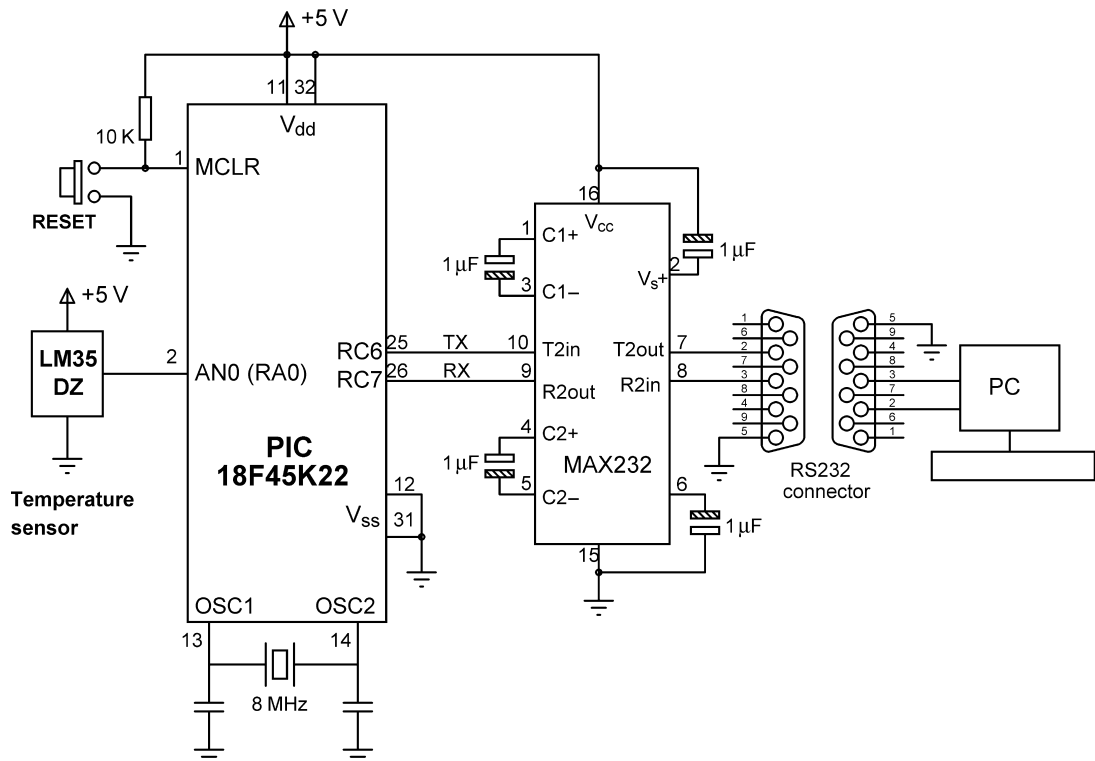 +5 V
11 32
Vdd
10 K
1 MCLR
RESET
+5 V
LM35
DZ
2 AN0 (RA0)
Temperature
sensor
PIC
18F45K22
RC6 25 TX
RC7 26 RX
12
Vss 31
OSC1 OSC2
13 14
8 MHz
16
Vcc
1 C1+
1 µF
3 C1–
Vs+ 2
1 µF
10 T2in T2out 7
9 R2out R2in 8
4 C2+
1 µF
5 C2–
MAX232
6
1 µF
15
1
6
2
7
3
8
4
9
5
5
9
4
8
3
7
2
6
1
RS232
connector
PC